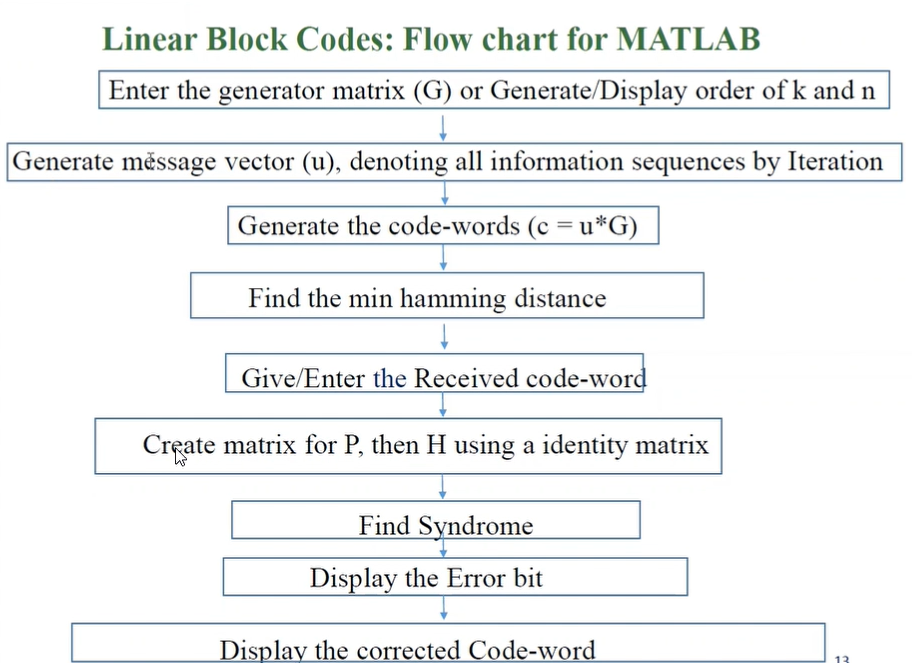 Linear Block Codes: Flow chart for MATLAB
Enter the generator matrix (G) or Generate/Display order of k and n
Generate message vector (u), denoting all information sequences by Iteration
Generate the code-words (c = u*G)
Find the min hamming distance
Give/Enter the Received code-word
Create matrix for P, then H using a identity matrix
Find Syndrome
Display the Error bit
Display the corrected Code-word
13